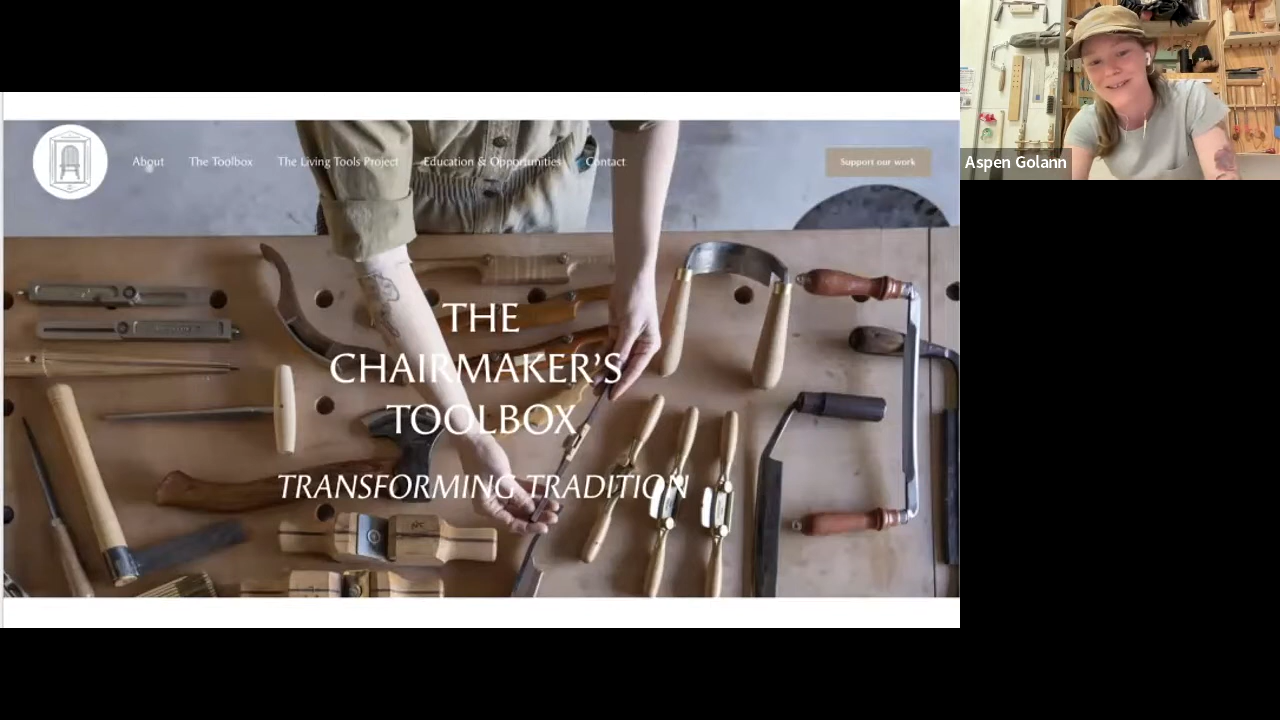 About The Toolbox The Living Tools Project Education & Opportunities Contact Support our work
THE
CHAIRMAKER'S
TOOLBOX
TRANSFORMING TRADITION
Aspen Golann